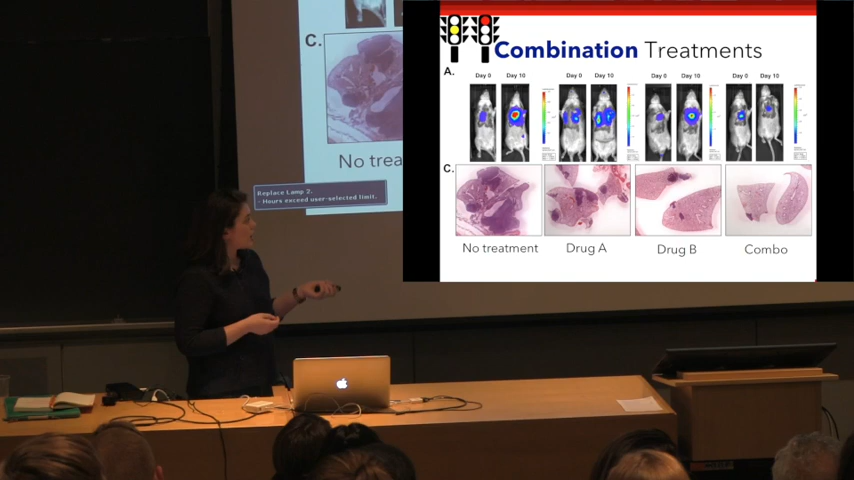 C.
No trea
Replace Lamp 2.
- Hours exceed user-selected limit.
Combination Treatments
A.
Day 0 Day 10 Day 0 Day 10 Day 0 Day 10 Day 0 Day 10
C.
No treatment Drug A Drug B Combo